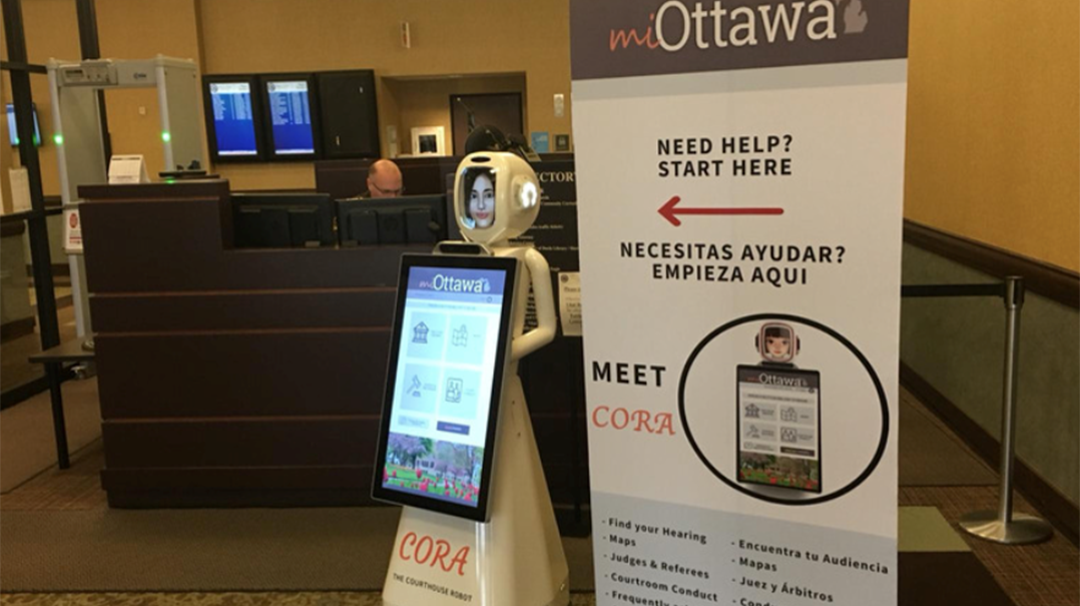 miOttawa
NEED HELP?
START HERE
NECESITAS AYUDAR?
EMPIEZA AQUI
MEET
CORA
miOttawa
- Find your Hearing
- Maps
- Judges & Referees
- Courtroom Conduct
- Frequently
- Encuentra tu Audiencia
- Mapas
- Juez y Árbitros
miOttawa
CORA
THE COURTHOUSE ROBOT